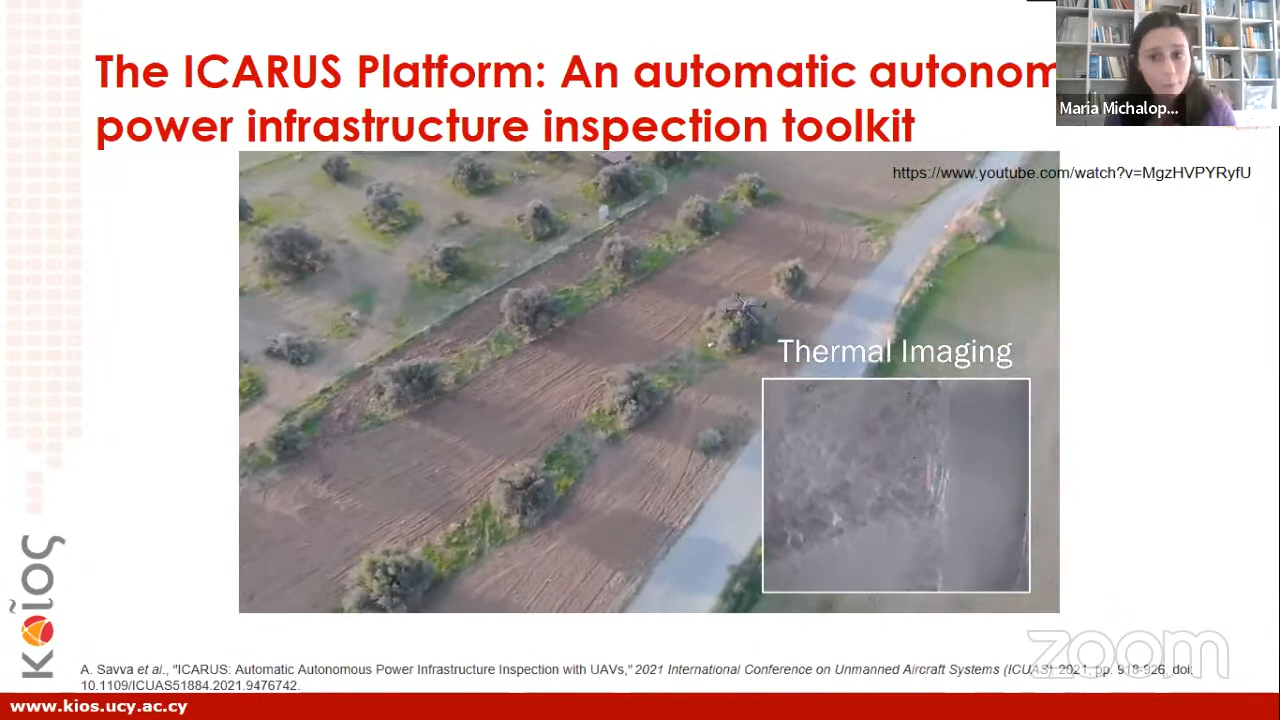 The ICARUS Platform: An automatic autonom
power infrastructure inspection toolkit
Maria Michalop...
https://www.youtube.com/watch?v=MgzHVPYRyfU
Thermal Imaging
κοῖος
zoom
A. Savva et al., "ICARUS: Automatic Autonomous Power Infrastructure Inspection with UAVs," 2021 International Conference on Unmanned Aircraft Systems (ICUAS), 2021, pp. 918-926, doi:
10.1109/ICUAS51884.2021.9476742.
www.kios.ucy.ac.cy